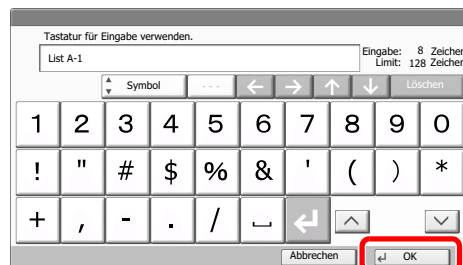 Tastatur für Eingabe verwenden.
List A-1
Eingabe: 8 Zeichen
Limit: 128 Zeichen
Symbol - - - ← → ↑ ↓ Löschen
1 2 3 4 5 6 7 8 9 0
! " # $ % & ' ( ) *
+ , - . / ⌴ ↵
Abbrechen ↵ OK